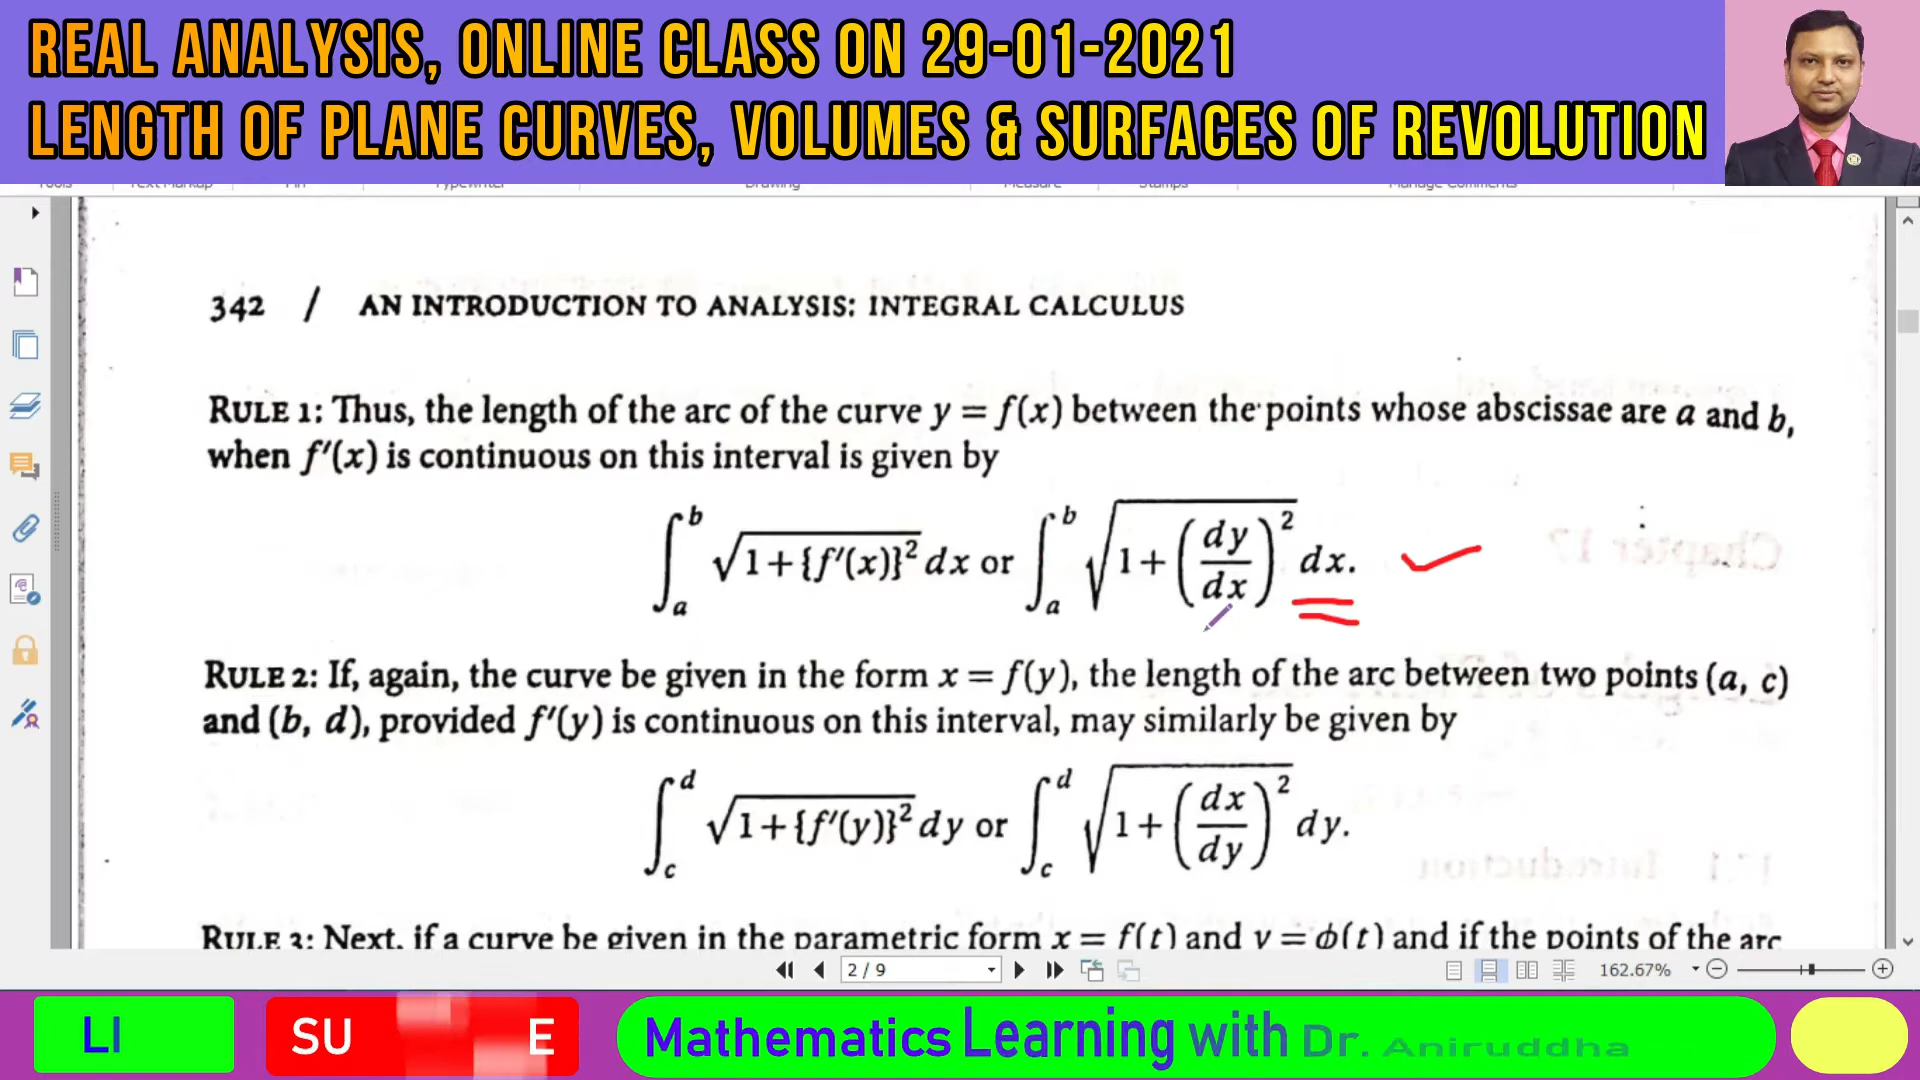 REAL ANALYSIS, ONLINE CLASS ON 29-01-2021
LENGTH OF PLANE CURVES, VOLUMES & SURFACES OF REVOLUTION
342 / AN INTRODUCTION TO ANALYSIS: INTEGRAL CALCULUS
RULE 1: Thus, the length of the arc of the curve y = f(x) between the points whose abscissae are a and b,
when f′(x) is continuous on this interval is given by
∫_a^b √(1+{f′(x)}²) dx or ∫_a^b √(1+(dy/dx)²) dx.
RULE 2: If, again, the curve be given in the form x = f(y), the length of the arc between two points (a, c)
and (b, d), provided f′(y) is continuous on this interval, may similarly be given by
∫_c^d √(1+{f′(y)}²) dy or ∫_c^d √(1+(dx/dy)²) dy.
RULE 3: Next, if a curve be given in the parametric form x = f(t) and y = φ(t) and if the points of the arc
2 / 9
162.67%
LI
SU E
Mathematics Learning with Dr. Aniruddha